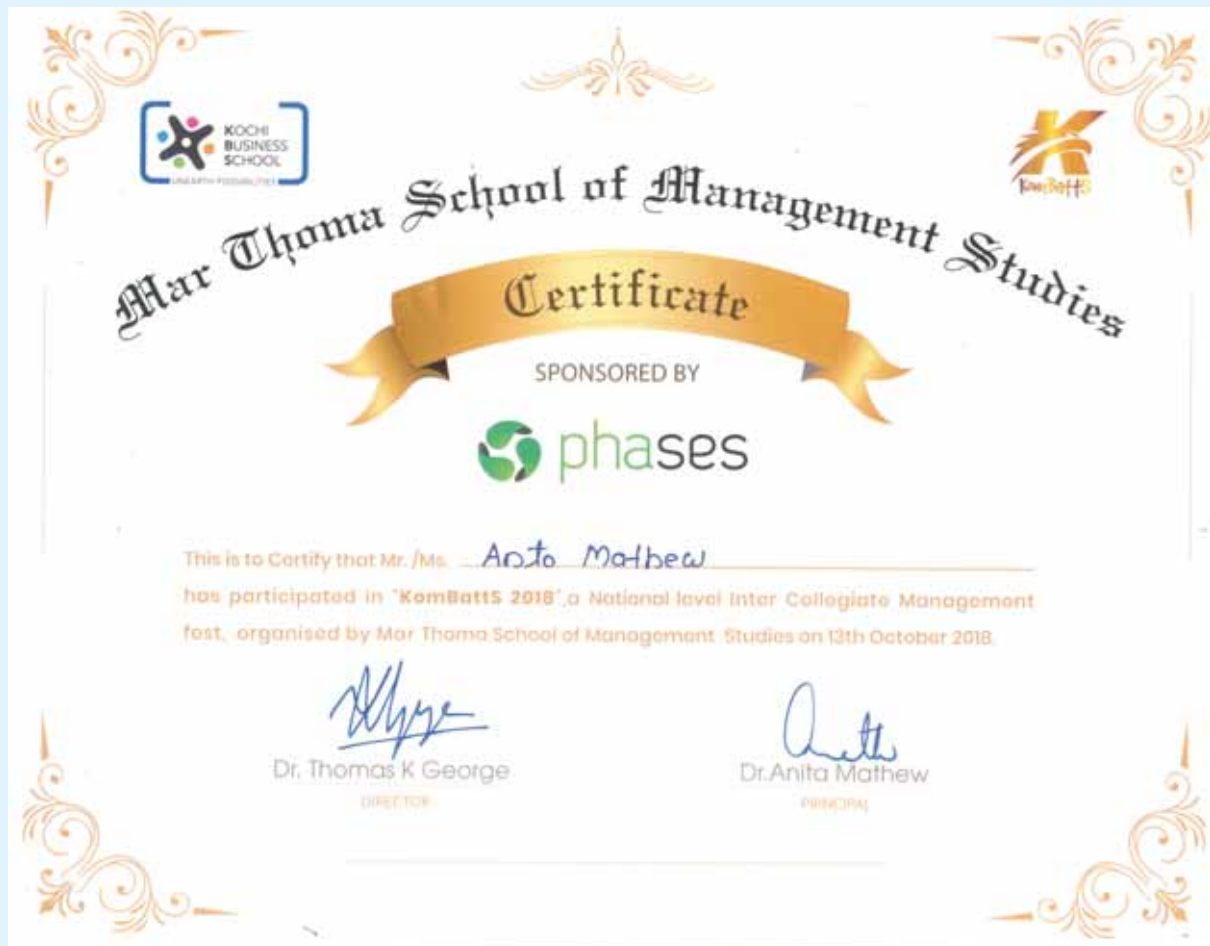 KOCHI
BUSINESS
SCHOOL
UNEARTH POSSIBILITIES
KomBattS
Mar Thoma School of Management Studies
Certificate
SPONSORED BY
phases
This is to Certify that Mr./Ms. Anto Mathew
has participated in "KomBattS 2018",a National level Inter Collegiate Management
fest, organised by Mar Thoma School of Management Studies on 13th October 2018.
Dr. Thomas K George
DIRECTOR
Dr.Anita Mathew
PRINCIPAL